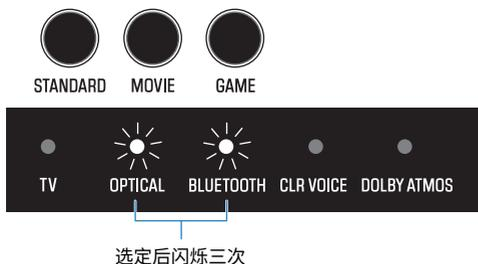 STANDARD MOVIE GAME
TV OPTICAL BLUETOOTH CLR VOICE DOLBY ATMOS
选定后闪烁三次